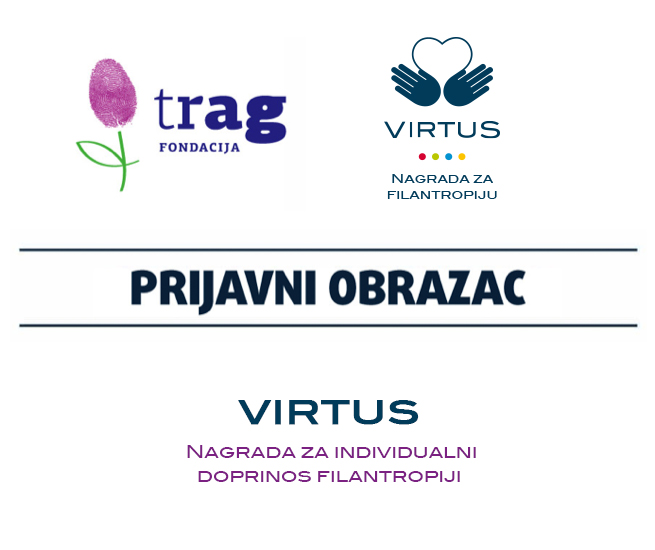 trag
FONDACIJA
VIRTUS
NAGRADA ZA
FILANTROPIJU
PRIJAVNI OBRAZAC
VIRTUS
NAGRADA ZA INDIVIDUALNI
DOPRINOS FILANTROPIJI